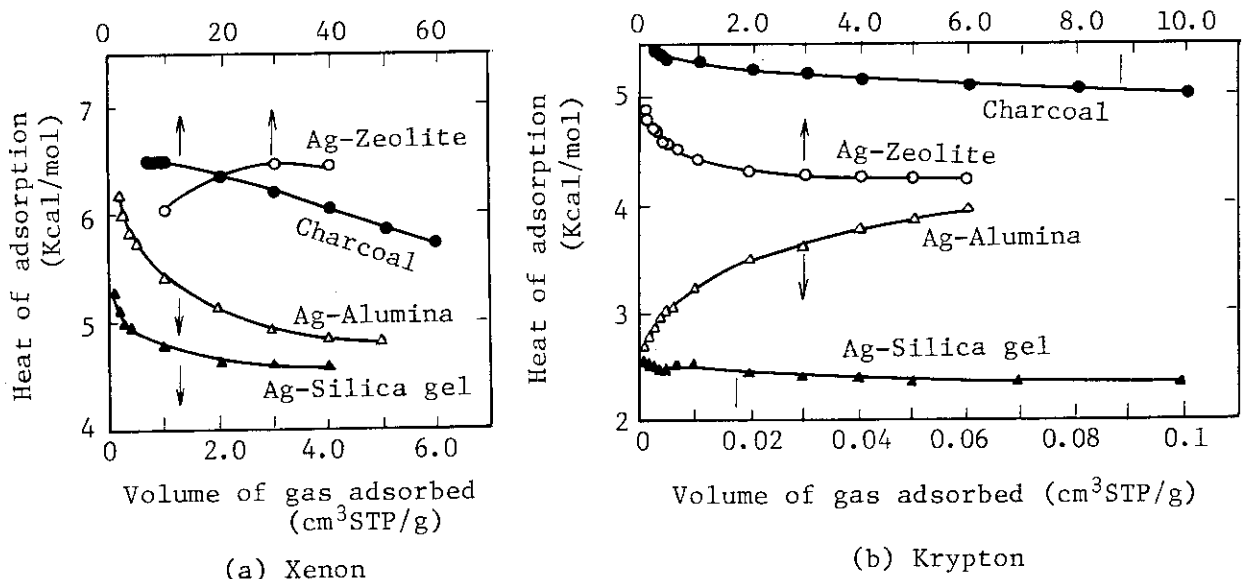 0 20 40 60
7
6
5
4
Heat of adsorption
(Kcal/mol)
Ag-Zeolite
Charcoal
Ag-Alumina
Ag-Silica gel
0 2.0 4.0 6.0
Volume of gas adsorbed
(cm³STP/g)
(a) Xenon
0 2.0 4.0 6.0 8.0 10.0
5
4
3
2
Heat of adsorption
(Kcal/mol)
Charcoal
Ag-Zeolite
Ag-Alumina
Ag-Silica gel
0 0.02 0.04 0.06 0.08 0.1
Volume of gas adsorbed (cm³STP/g)
(b) Krypton